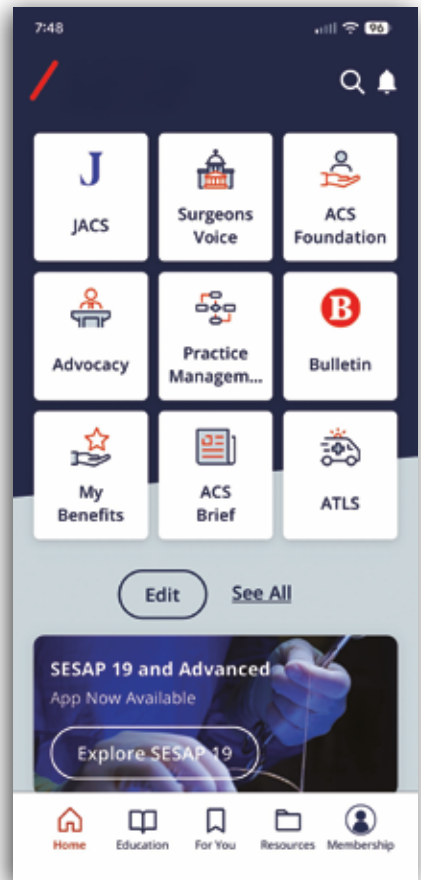 7:48
96
J
JACS
Surgeons
Voice
ACS
Foundation
Advocacy
Practice
Managem...
B
Bulletin
My
Benefits
ACS
Brief
ATLS
Edit
See All
SESAP 19 and Advanced
App Now Available
Explore SESAP 19
Home
Education
For You
Resources
Membership